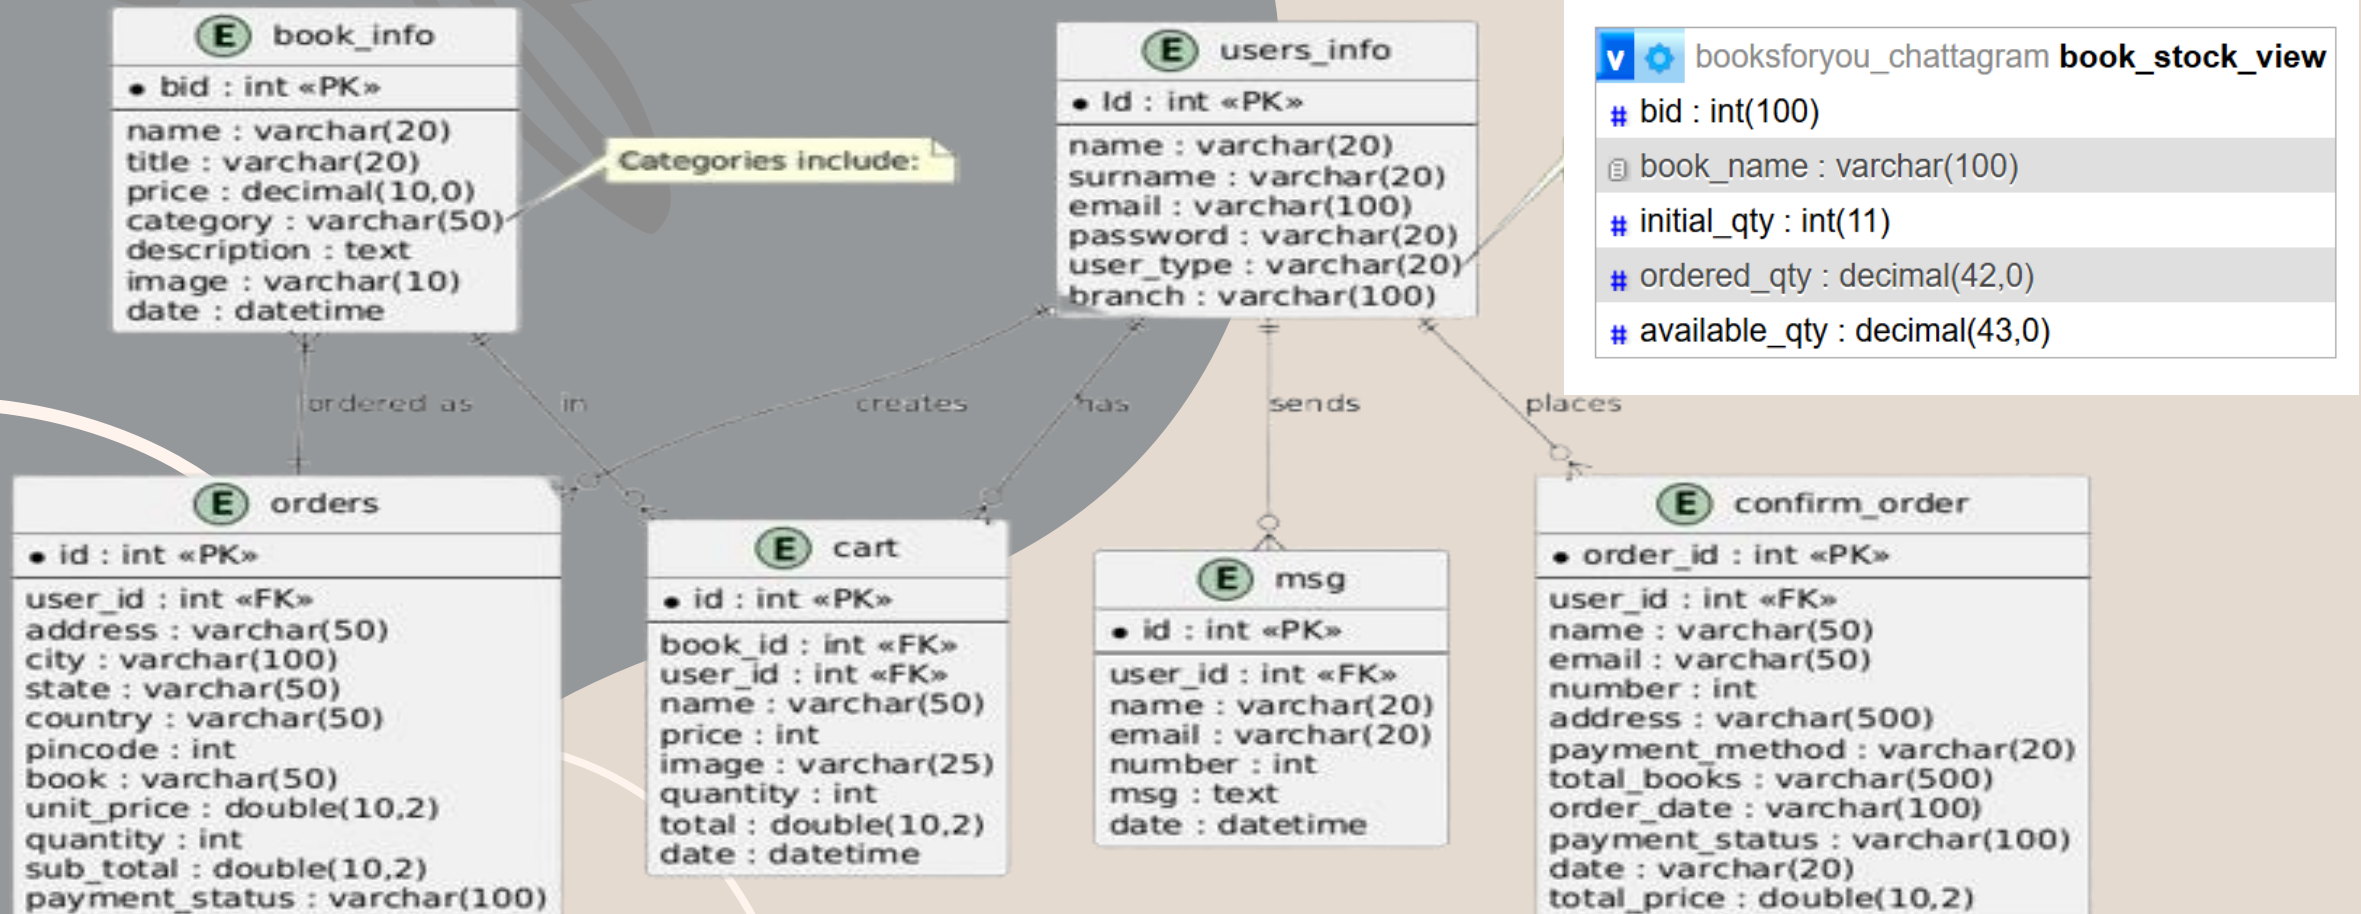 E book_info
• bid : int «PK»
name : varchar(20)
title : varchar(20)
price : decimal(10,0)
category : varchar(50)
description : text
image : varchar(10)
date : datetime
Categories include:
E users_info
• Id : int «PK»
name : varchar(20)
surname : varchar(20)
email : varchar(100)
password : varchar(20)
user_type : varchar(20)
branch : varchar(100)
v booksforyou_chattagram book_stock_view
# bid : int(100)
book_name : varchar(100)
# initial_qty : int(11)
# ordered_qty : decimal(42,0)
# available_qty : decimal(43,0)
ordered as
in
creates
has
sends
places
E orders
• id : int «PK»
user_id : int «FK»
address : varchar(50)
city : varchar(100)
state : varchar(50)
country : varchar(50)
pincode : int
book : varchar(50)
unit_price : double(10,2)
quantity : int
sub_total : double(10,2)
payment_status : varchar(100)
E cart
• id : int «PK»
book_id : int «FK»
user_id : int «FK»
name : varchar(50)
price : int
image : varchar(25)
quantity : int
total : double(10,2)
date : datetime
E msg
• id : int «PK»
user_id : int «FK»
name : varchar(20)
email : varchar(20)
number : int
msg : text
date : datetime
E confirm_order
• order_id : int «PK»
user_id : int «FK»
name : varchar(50)
email : varchar(50)
number : int
address : varchar(500)
payment_method : varchar(20)
total_books : varchar(500)
order_date : varchar(100)
payment_status : varchar(100)
date : varchar(20)
total_price : double(10,2)